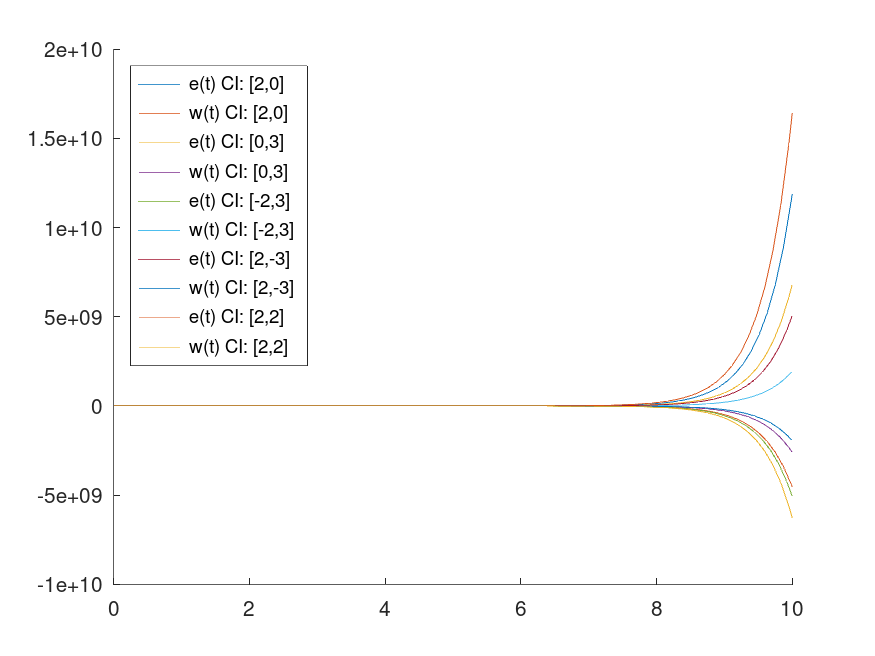 2e+10
1.5e+10
1e+10
5e+09
0
-5e+09
-1e+10
e(t) CI: [2,0]
w(t) CI: [2,0]
e(t) CI: [0,3]
w(t) CI: [0,3]
e(t) CI: [-2,3]
w(t) CI: [-2,3]
e(t) CI: [2,-3]
w(t) CI: [2,-3]
e(t) CI: [2,2]
w(t) CI: [2,2]
0 2 4 6 8 10